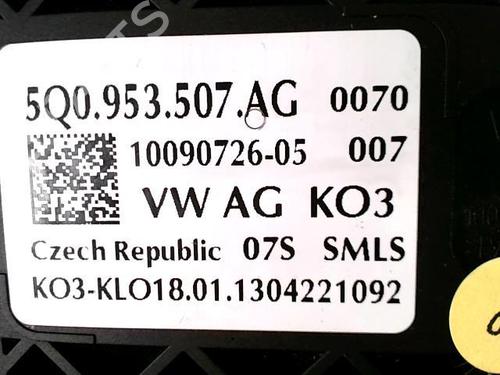 5Q0.953.507.AG 0070
10090726-05 007
VW AG KO3
Czech Republic 07S SMLS
KO3-KLO18.01.1304221092